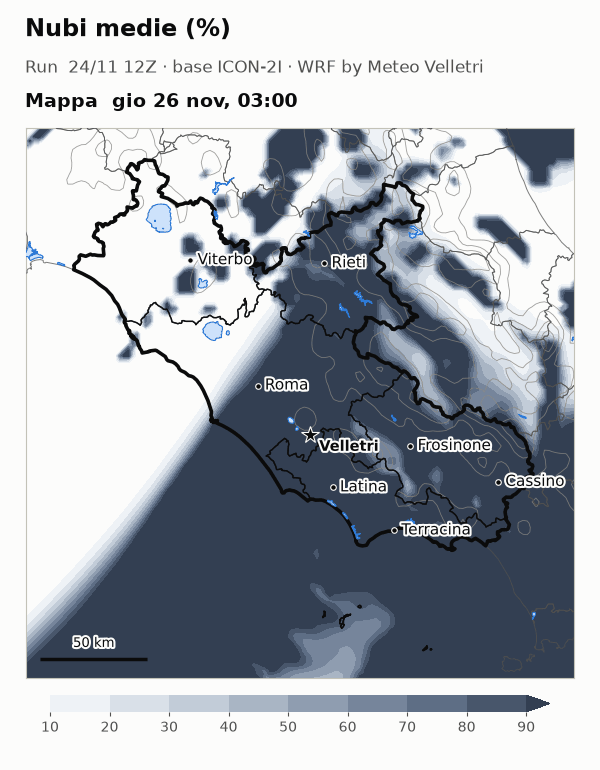 Nubi medie (%)
Run 24/11 12Z · base ICON-2I · WRF by Meteo Velletri
Mappa gio 26 nov, 03:00
Viterbo
Rieti
Roma
Velletri
Frosinone
Latina
Cassino
Terracina
50 km
10 20 30 40 50 60 70 80 90